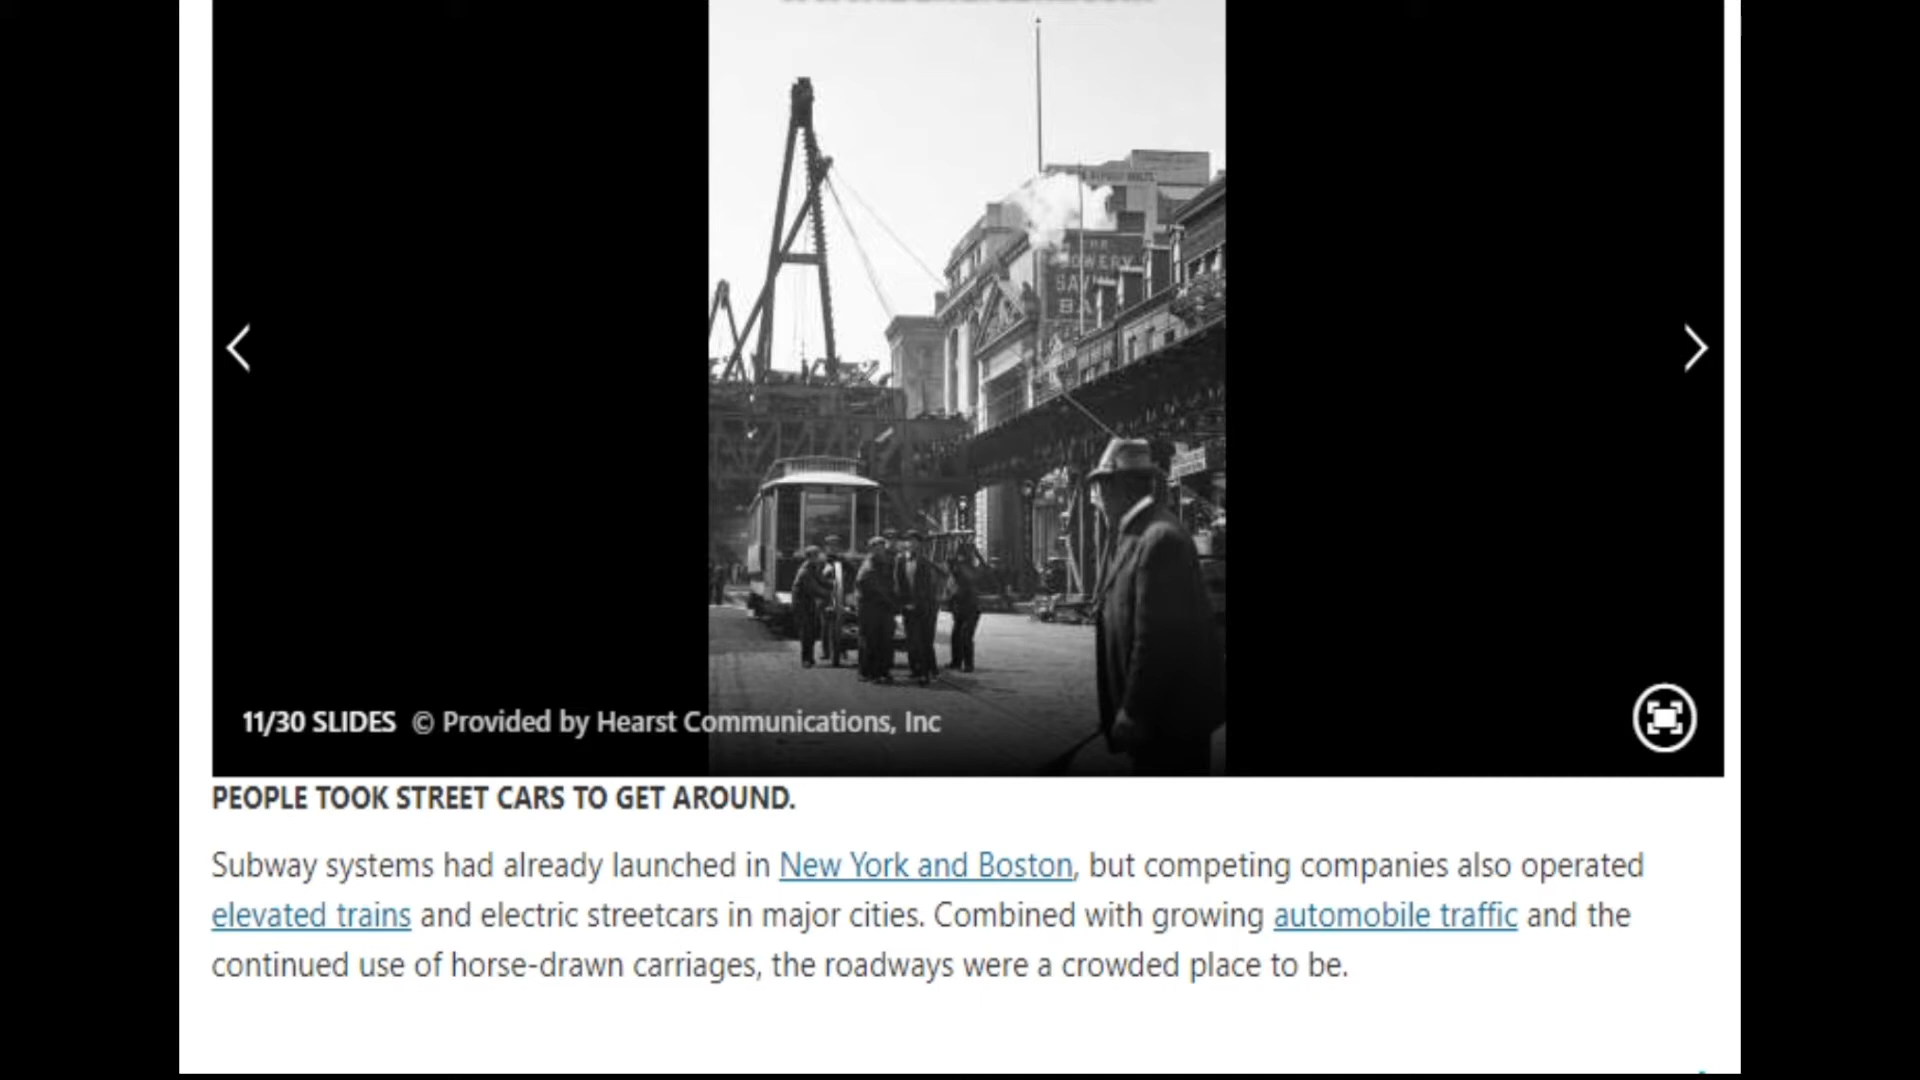 BOWERY
SAV
BA
11/30 SLIDES © Provided by Hearst Communications, Inc
PEOPLE TOOK STREET CARS TO GET AROUND.
Subway systems had already launched in New York and Boston, but competing companies also operated
elevated trains and electric streetcars in major cities. Combined with growing automobile traffic and the
continued use of horse-drawn carriages, the roadways were a crowded place to be.